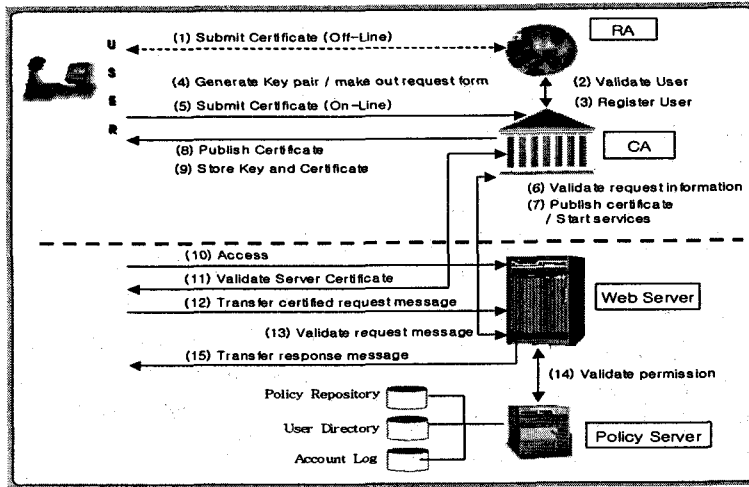 USER
(1) Submit Certificate (Off-Line)
RA
(4) Generate Key pair / make out request form
(2) Validate User
(5) Submit Certificate (On-Line)
(3) Register User
CA
(8) Publish Certificate
(9) Store Key and Certificate
(6) Validate request information
(7) Publish certificate
/ Start services
(10) Access
(11) Validate Server Certificate
(12) Transfer certified request message
Web Server
(13) Validate request message
(15) Transfer response message
(14) Validate permission
Policy Repository
User Directory
Account Log
Policy Server